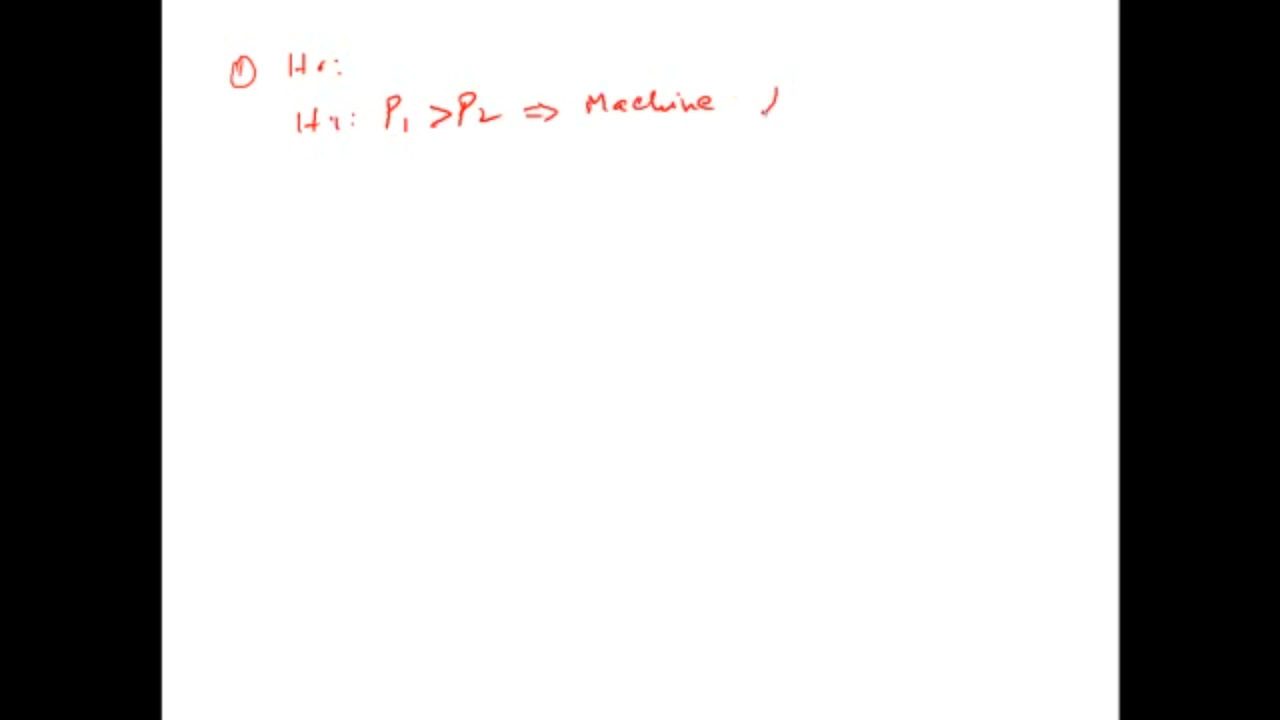 ① H₀:
H₁: P₁ > P₂ ⇒ Machine